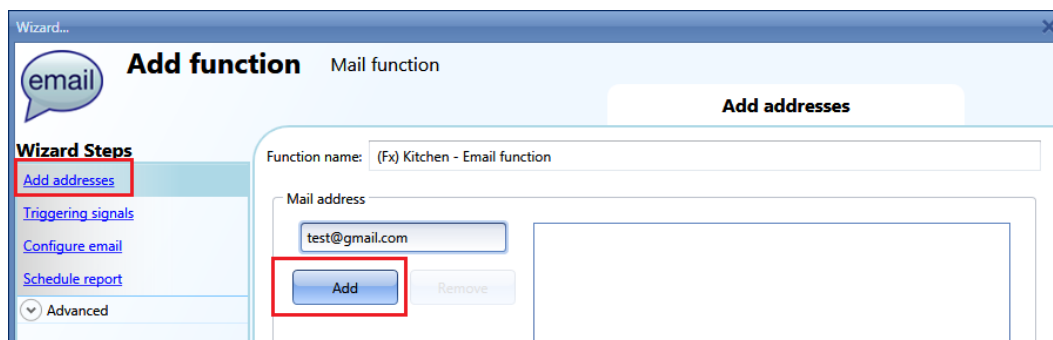 Wizard...
email
Add function Mail function
Add addresses
Wizard Steps
Add addresses
Triggering signals
Configure email
Schedule report
Advanced
Function name: (Fx) Kitchen - Email function
Mail address
test@gmail.com
Add Remove